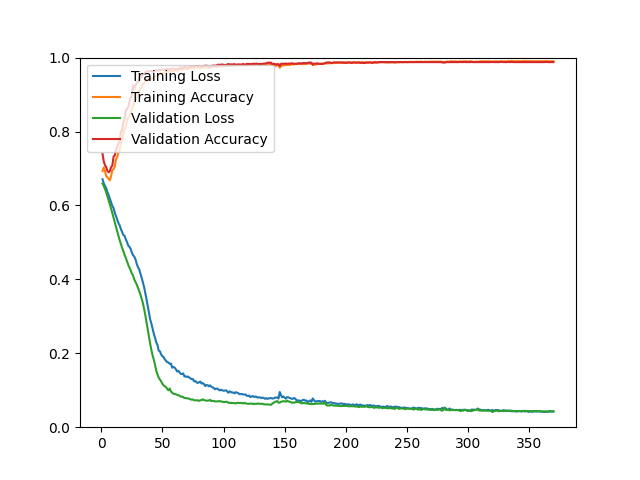 1.0
0.8
0.6
0.4
0.2
0.0
Training Loss
Training Accuracy
Validation Loss
Validation Accuracy
0 50 100 150 200 250 300 350